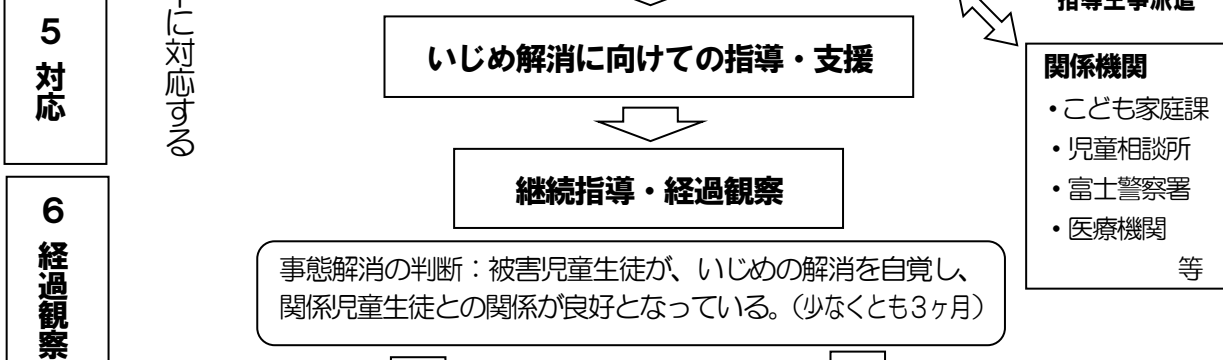 5 対応
に対応する
いじめ解消に向けての指導・支援
継続指導・経過観察
6 経過観察
事態解消の判断：被害児童生徒が、いじめの解消を自覚し、
関係児童生徒との関係が良好となっている。（少なくとも3ヶ月）
指導主事派遣
関係機関
・こども家庭課
・児童相談所
・富士警察署
・医療機関
等